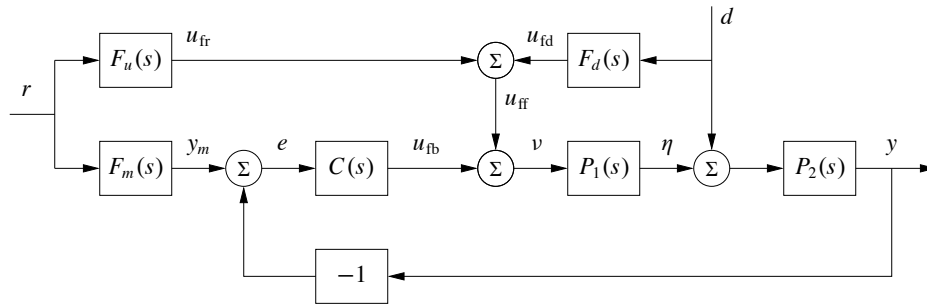 d
u_fr
u_fd
F_u(s)
Σ
F_d(s)
r
u_ff
y_m
e
u_fb
ν
η
y
F_m(s)
Σ
C(s)
Σ
P_1(s)
Σ
P_2(s)
−1